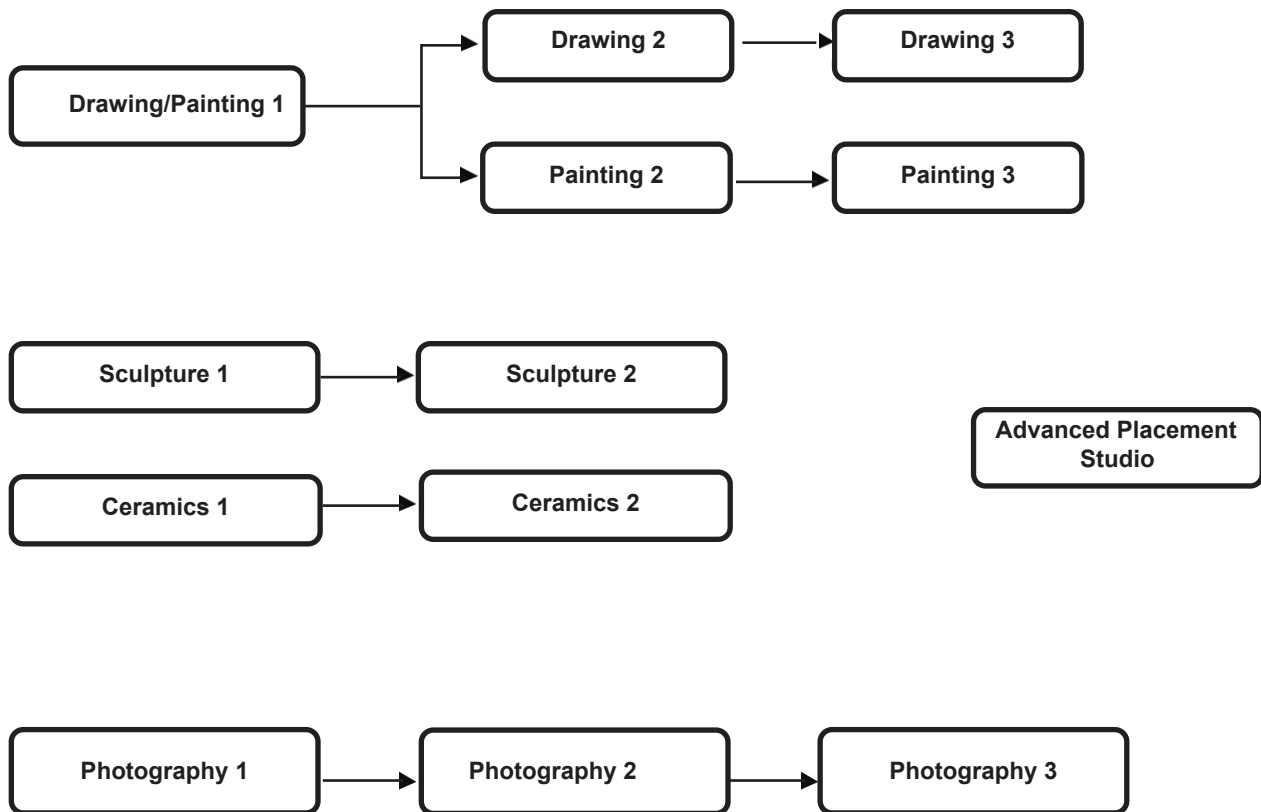 Drawing 2
Drawing 3
Drawing/Painting 1
Painting 2
Painting 3
Sculpture 1
Sculpture 2
Advanced Placement
Studio
Ceramics 1
Ceramics 2
Photography 1
Photography 2
Photography 3